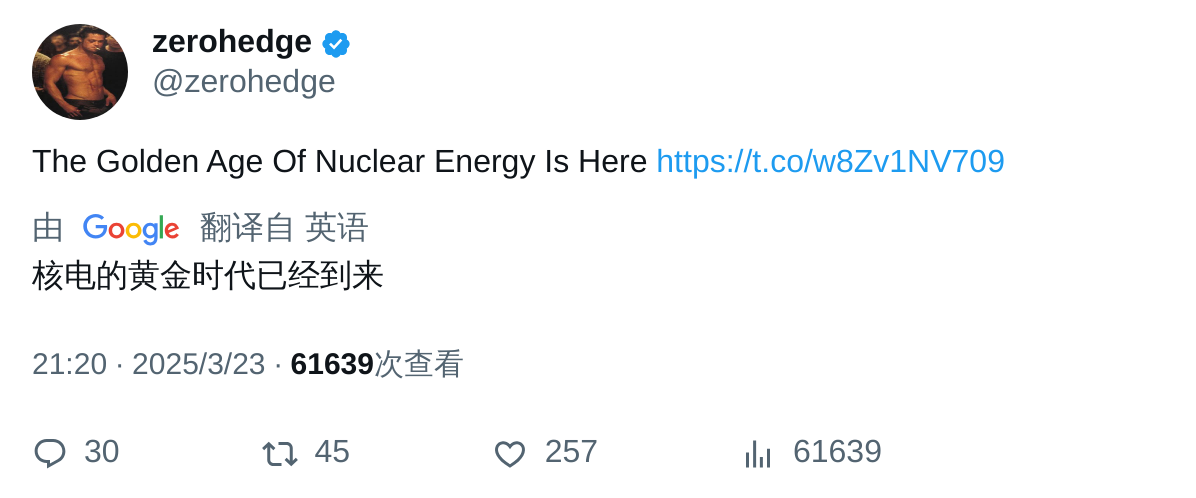 zerohedge
@zerohedge
The Golden Age Of Nuclear Energy Is Here https://t.co/w8Zv1NV709
由 Google 翻译自 英语
核电的黄金时代已经到来
21:20 · 2025/3/23 · 61639次查看
30 45 257 61639